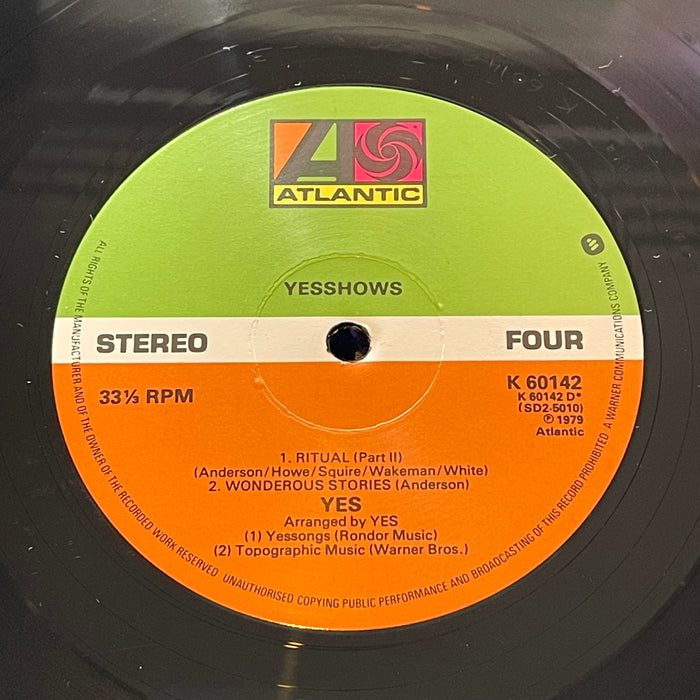 ATLANTIC
YESSHOWS
STEREO
FOUR
33⅓ RPM
K 60142
K 60142 D*
(SD2-5010)
Ⓟ 1979
Atlantic
1. RITUAL (Part II)
(Anderson/Howe/Squire/Wakeman/White)
2. WONDEROUS STORIES (Anderson)
YES
Arranged by YES
(1) Yessongs (Rondor Music)
(2) Topographic Music (Warner Bros.)
ALL RIGHTS OF THE MANUFACTURER AND OF THE OWNER OF THE RECORDED WORK RESERVED UNAUTHORISED COPYING PUBLIC PERFORMANCE AND BROADCASTING OF THIS RECORD PROHIBITED A WARNER COMMUNICATIONS COMPANY